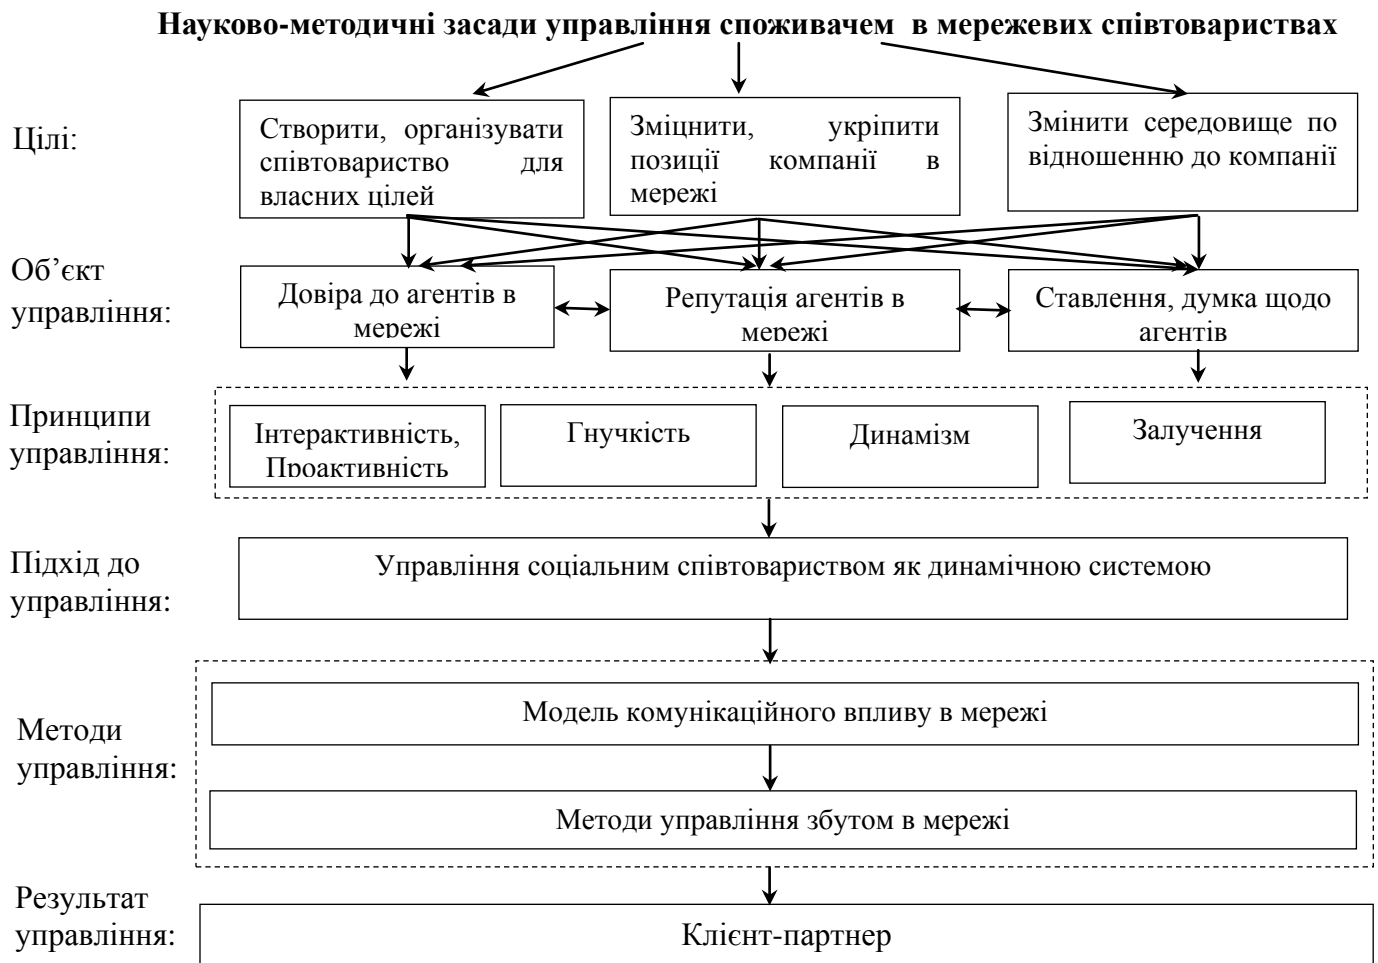 Науково-методичні засади управління споживачем в мережевих співтовариствах
Цілі:
Створити, організувати
співтовариство для
власних цілей
Зміцнити, укріпити
позиції компанії в
мережі
Змінити середовище по
відношенню до компанії
Об’єкт
управління:
Довіра до агентів в
мережі
Репутація агентів в
мережі
Ставлення, думка щодо
агентів
Принципи
управління:
Інтерактивність,
Проактивність
Гнучкість
Динамізм
Залучення
Підхід до
управління:
Управління соціальним співтовариством як динамічною системою
Методи
управління:
Модель комунікаційного впливу в мережі
Методи управління збутом в мережі
Результат
управління:
Клієнт-партнер